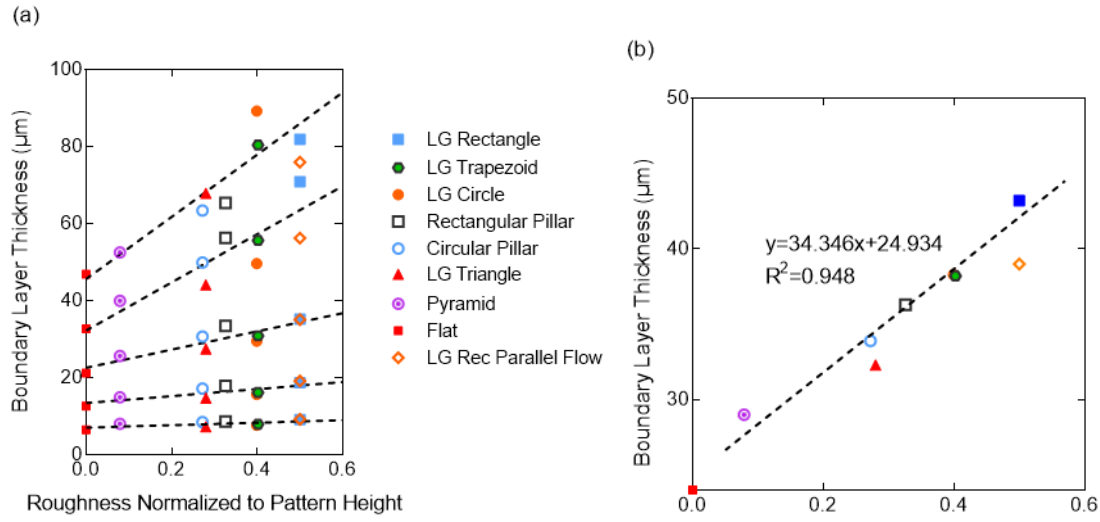 (a)
100
80
60
40
20
0
0.0 0.2 0.4 0.6
Boundary Layer Thickness (μm)
Roughness Normalized to Pattern Height
LG Rectangle
LG Trapezoid
LG Circle
Rectangular Pillar
Circular Pillar
LG Triangle
Pyramid
Flat
LG Rec Parallel Flow
(b)
50
40
30
0.0 0.2 0.4 0.6
Boundary Layer Thickness (μm)
y=34.346x+24.934
R²=0.948